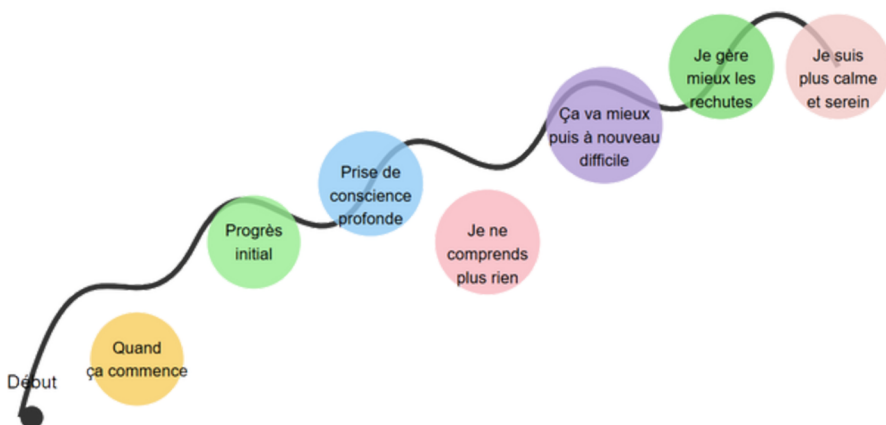 Début
Quand
ça commence
Progrès
initial
Prise de
conscience
profonde
Je ne
comprends
plus rien
Ça va mieux
puis à nouveau
difficile
Je gère
mieux les
rechutes
Je suis
plus calme
et serein